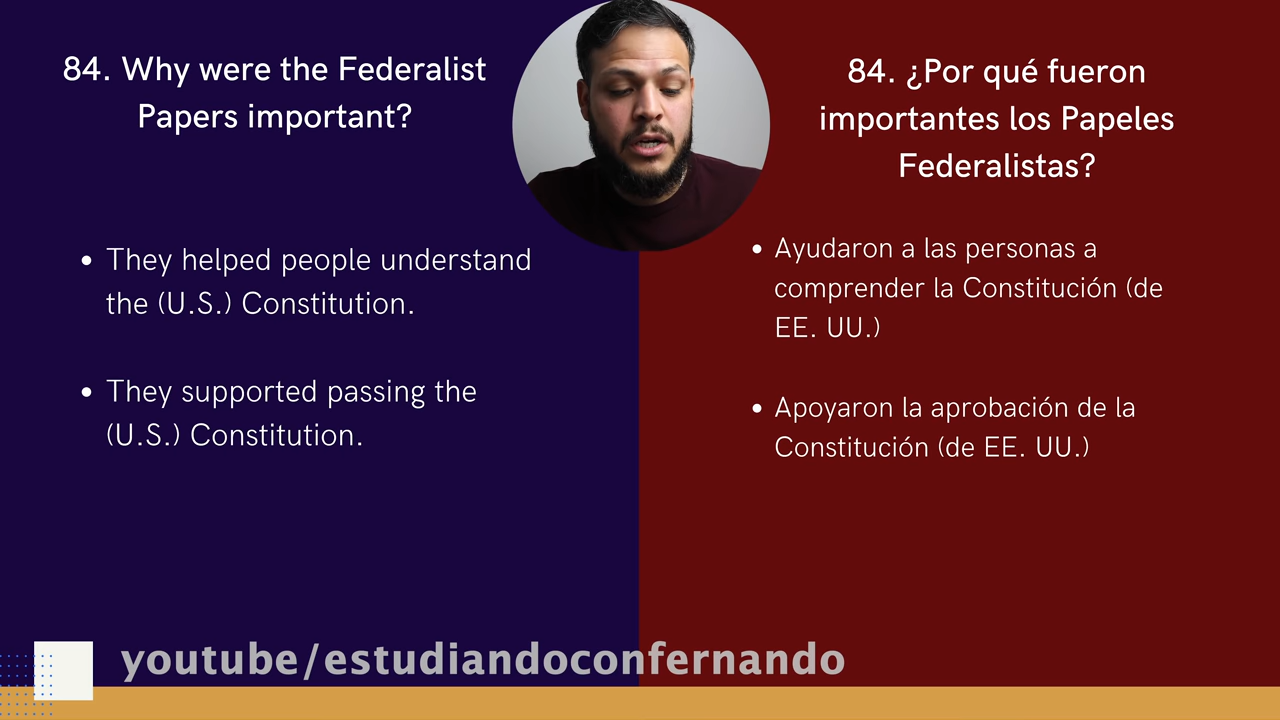 84. Why were the Federalist
Papers important?
• They helped people understand
the (U.S.) Constitution.
• They supported passing the
(U.S.) Constitution.
84. ¿Por qué fueron
importantes los Papeles
Federalistas?
• Ayudaron a las personas a
comprender la Constitución (de
EE. UU.)
• Apoyaron la aprobación de la
Constitución (de EE. UU.)
youtube/estudiandoconfernando